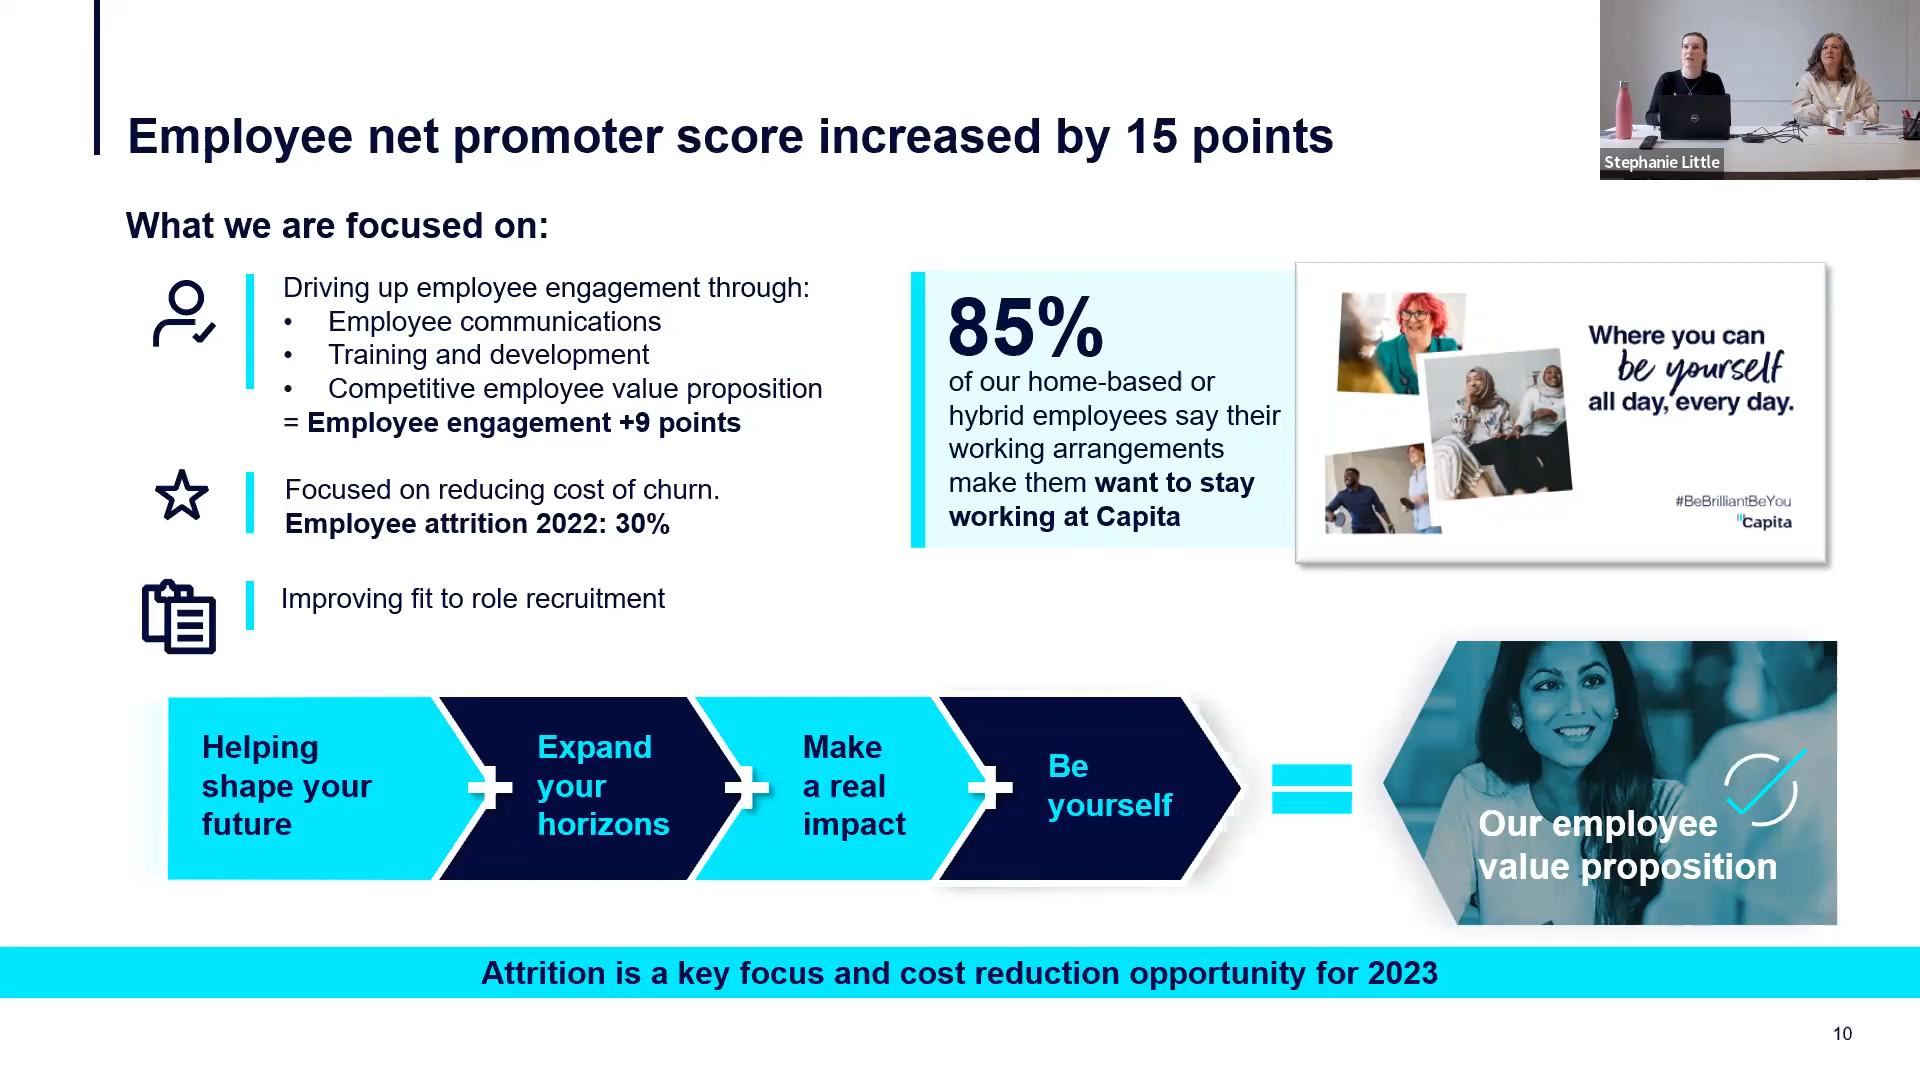 Stephanie Little
Employee net promoter score increased by 15 points
What we are focused on:
Driving up employee engagement through:
• Employee communications
• Training and development
• Competitive employee value proposition
= Employee engagement +9 points
Focused on reducing cost of churn.
Employee attrition 2022: 30%
Improving fit to role recruitment
85%
of our home-based or
hybrid employees say their
working arrangements
make them want to stay
working at Capita
Where you can
be yourself
all day, every day.
#BeBrilliantBeYou
Capita
Helping
shape your
future
+
Expand
your
horizons
+
Make
a real
impact
+
Be
yourself
=
Our employee
value proposition
Attrition is a key focus and cost reduction opportunity for 2023
10